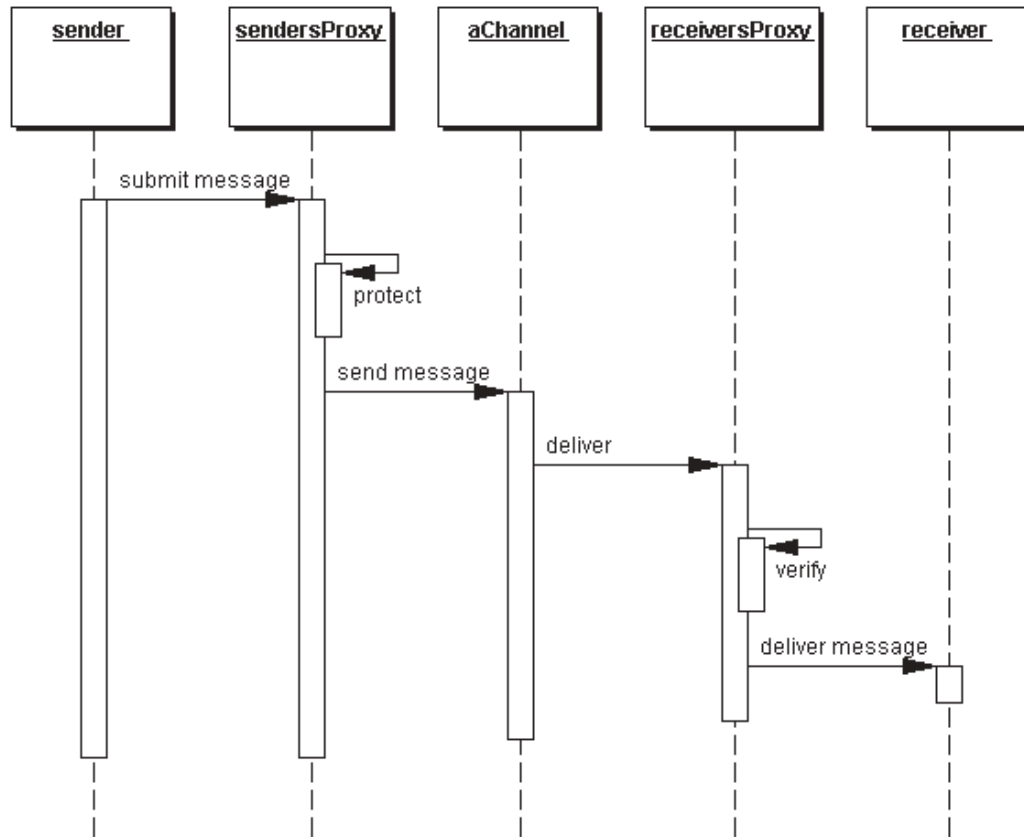 sender
sendersProxy
aChannel
receiversProxy
receiver
submit message
protect
send message
deliver
verify
deliver message